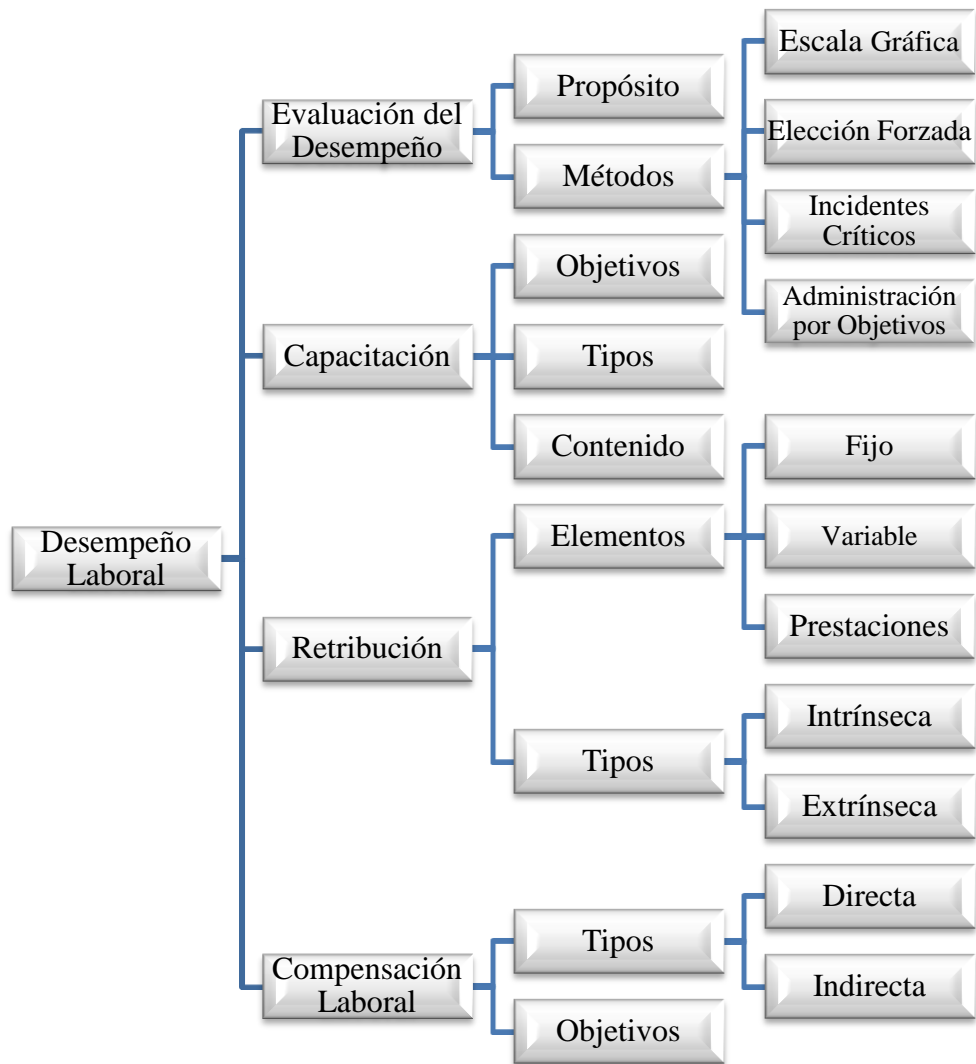 Desempeño
Laboral
Evaluación del
Desempeño
Propósito
Métodos
Escala Gráfica
Elección Forzada
Incidentes
Críticos
Administración
por Objetivos
Capacitación
Objetivos
Tipos
Contenido
Retribución
Elementos
Fijo
Variable
Prestaciones
Tipos
Intrínseca
Extrínseca
Compensación
Laboral
Tipos
Directa
Indirecta
Objetivos